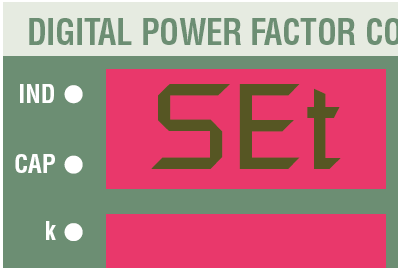 DIGITAL POWER FACTOR CO
IND
SEt
CAP
k